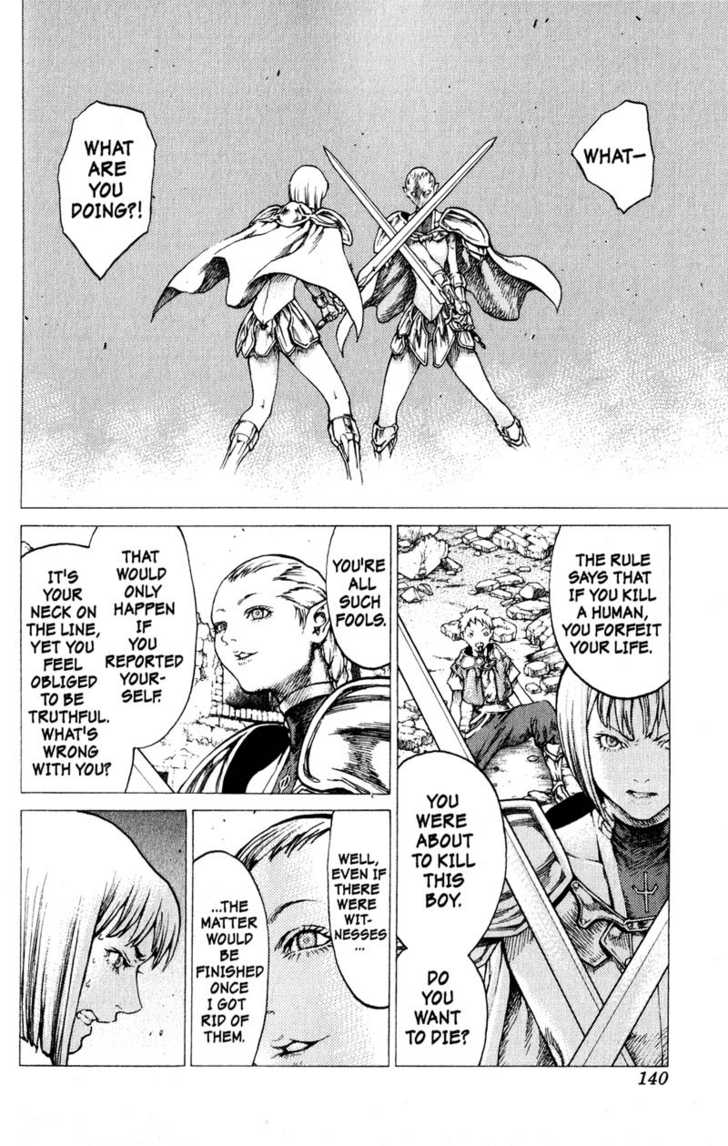 WHAT—
WHAT
ARE
YOU
DOING?!
THE RULE
SAYS THAT
IF YOU KILL
A HUMAN,
YOU FORFEIT
YOUR LIFE.
YOU
WERE
ABOUT
TO KILL
THIS
BOY.
DO
YOU
WANT
TO DIE?
YOU'RE
ALL
SUCH
FOOLS.
THAT
WOULD
ONLY
HAPPEN
IF
YOU
REPORTED
YOUR-
SELF.
IT'S
YOUR
NECK ON
THE LINE,
YET YOU
FEEL
OBLIGED
TO BE
TRUTHFUL.
WHAT'S
WRONG
WITH YOU?
WELL,
EVEN IF
THERE
WERE
WIT-
NESSES
...
...THE
MATTER
WOULD
BE
FINISHED
ONCE
I GOT
RID OF
THEM.
140